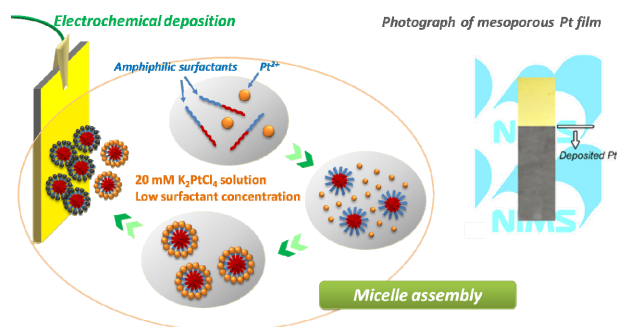 Electrochemical deposition
Photograph of mesoporous Pt film
Amphiphilic surfactants
Pt²⁺
20 mM K₂PtCl₄ solution
Low surfactant concentration
NIMS
Deposited Pt
NIMS
Micelle assembly